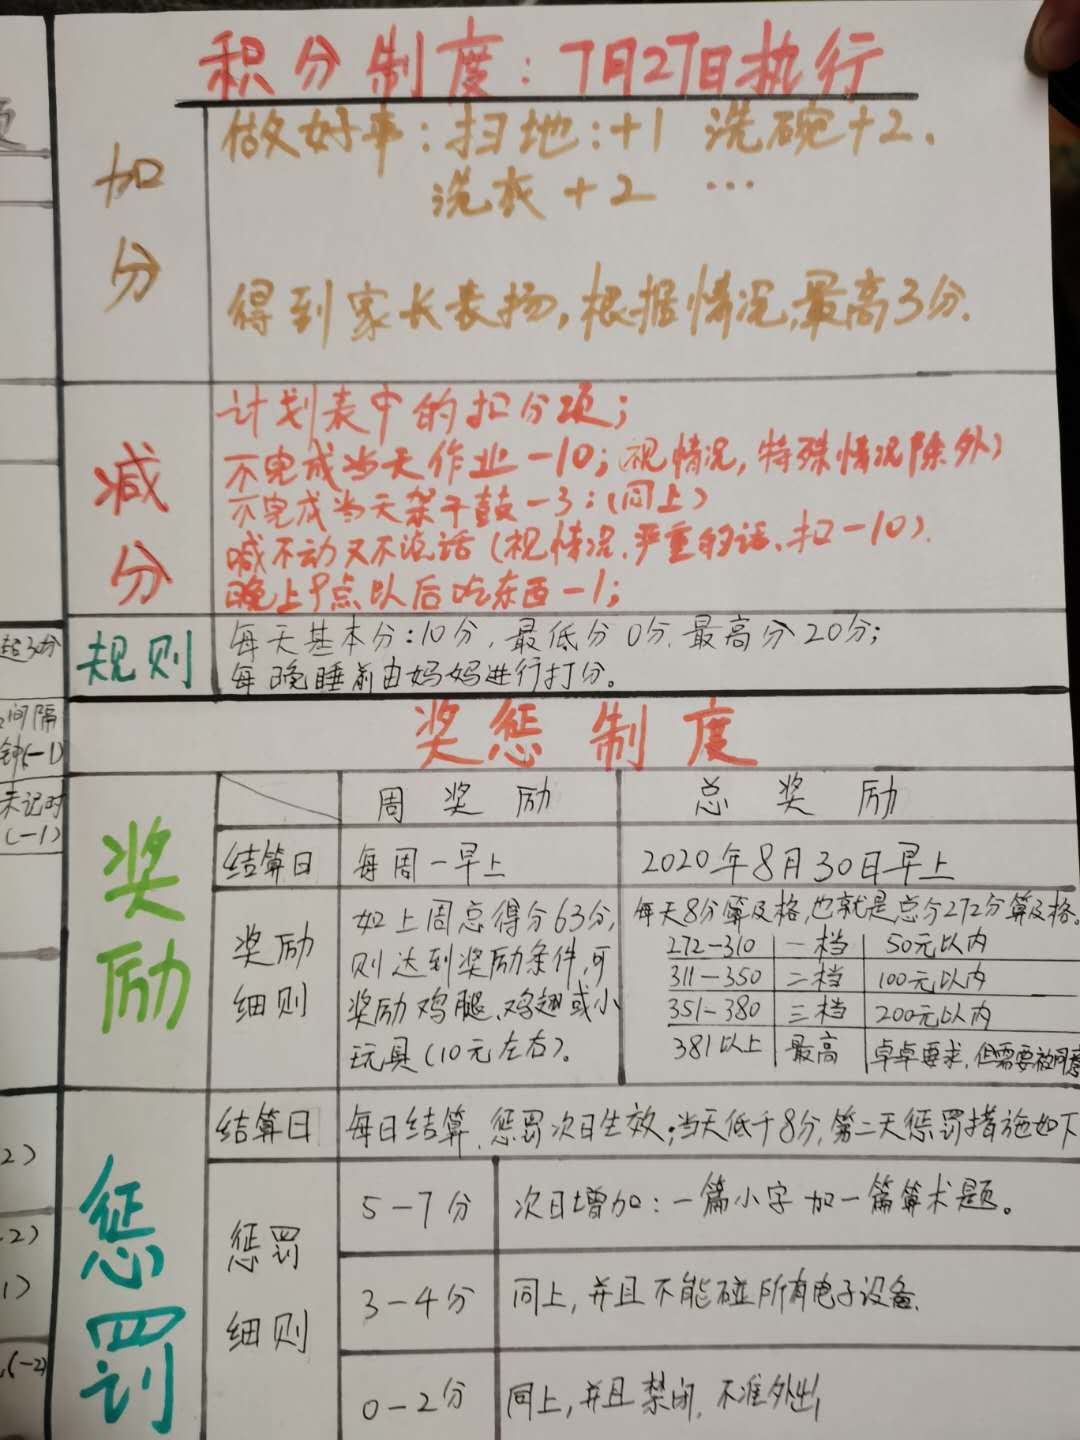 积分制度：7月27日执行
加分
做好事：扫地：+1 洗碗+2、
洗衣+2 …
得到家长表扬，根据情况，最高3分.
减分
计划表中的扣分项；
不完成当天作业-10；（视情况，特殊情况除外）
不完成当天架子鼓-3：（同上）
喊不动又不说话（视情况、严重的话、扣-10）.
晚上9点以后吃东西-1；
规则
每天基本分：10分，最低分0分.最高分20分；
每晚睡前由妈妈进行打分。
奖惩制度
奖励
周奖励 总奖励
结算日 每周一早上 2020年8月30日早上
奖励细则
如上周总得分63分，
则达到奖励条件，可
奖励鸡腿、鸡翅或小
玩具（10元左右）。
每天8分算及格，也就是总分272分算及格。
272-310 一档 50元以内
311-350 二档 100元以内
351-380 三档 200元以内
381以上 最高 卓卓要求，但需要被同意
惩罚
结算日 每日结算、惩罚次日生效；当天低于8分，第二天惩罚措施如下
惩罚细则
5-7分 次日增加：一篇小字加一篇算术题。
3-4分 同上，并且不能碰所有电子设备.
0-2分 同上，并且禁闭，不准外出
超30分
间隔
钟(-1)
未记时
(-1)
2)
2)
1)
(-2)